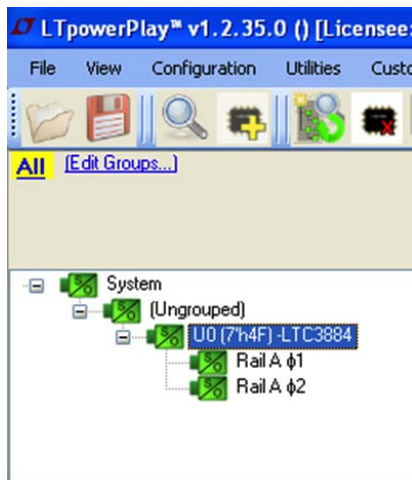 LTpowerPlay™ v1.2.35.0 () [Licensee:
File View Configuration Utilities Custo
All (Edit Groups...)
System
(Ungrouped)
U0 (7'h4F) -LTC3884
Rail A ϕ1
Rail A ϕ2